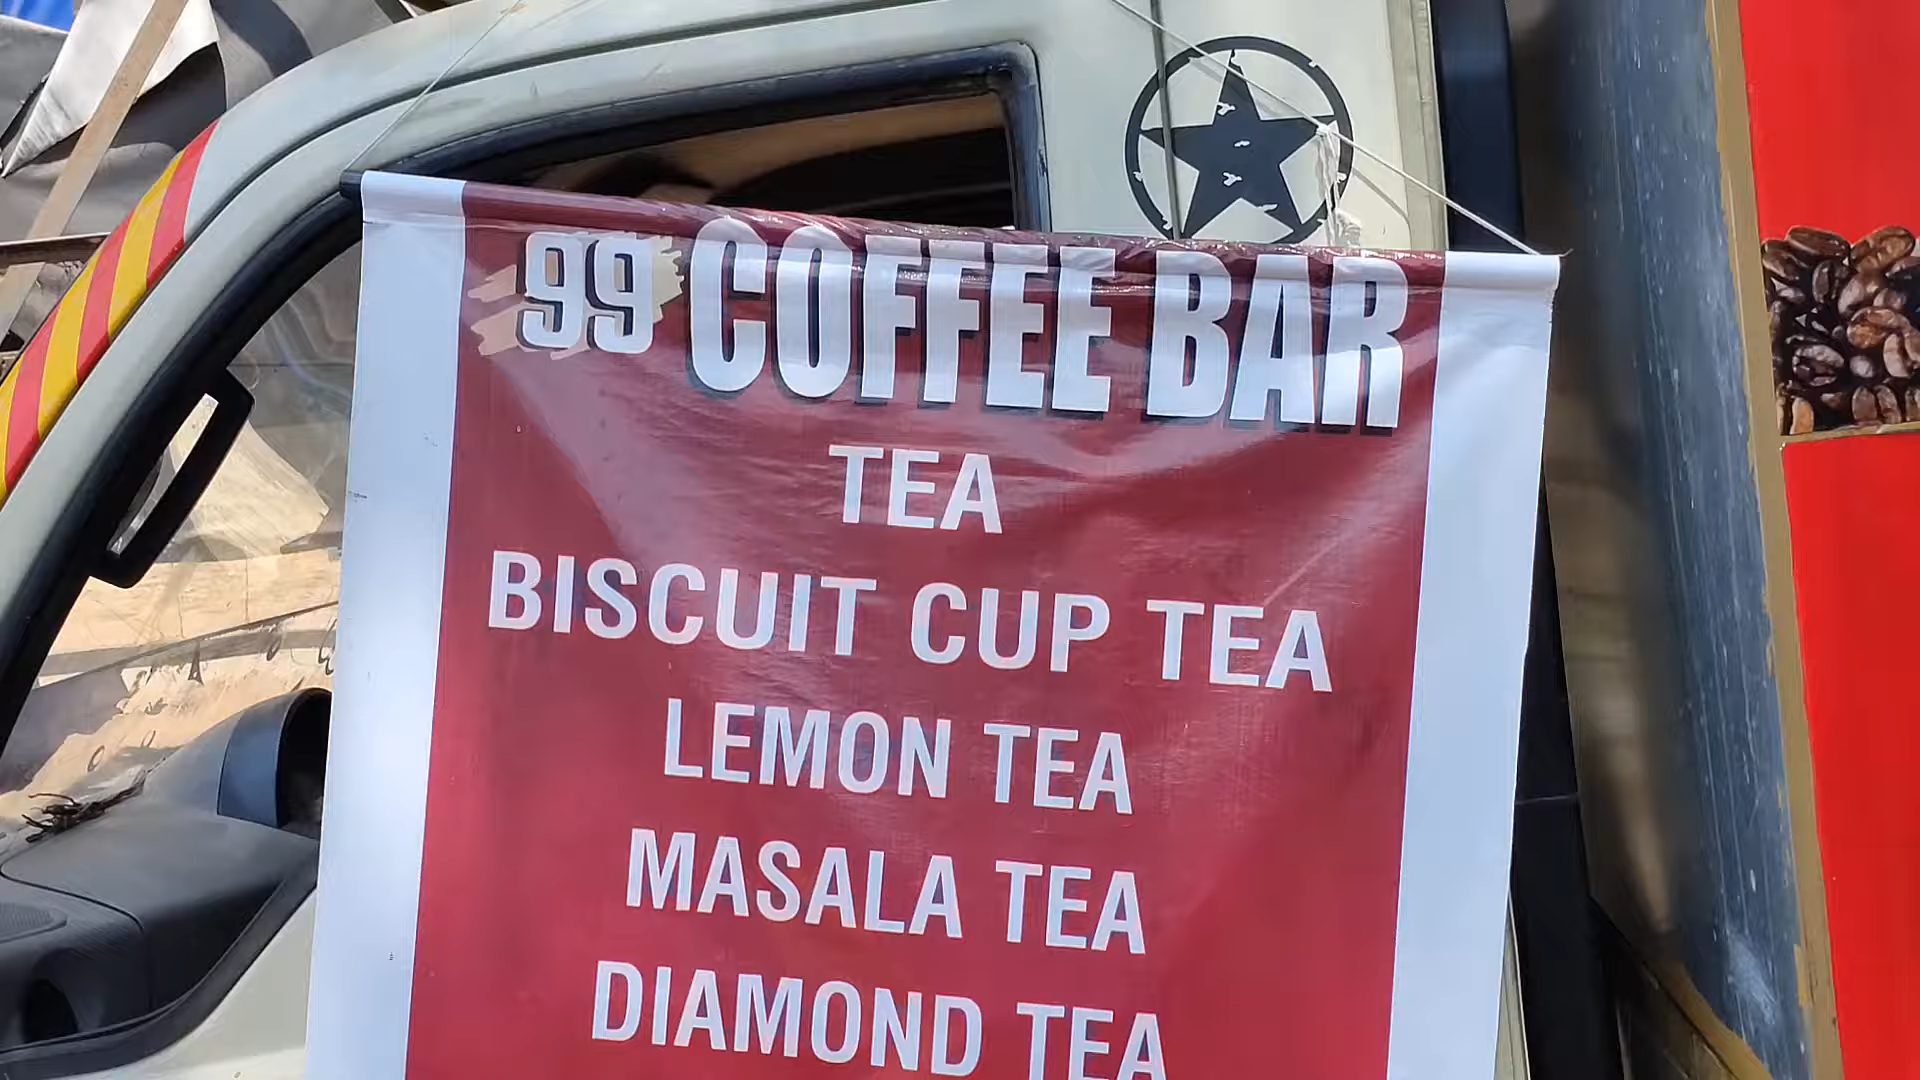 99 COFFEE BAR
TEA
BISCUIT CUP TEA
LEMON TEA
MASALA TEA
DIAMOND TEA